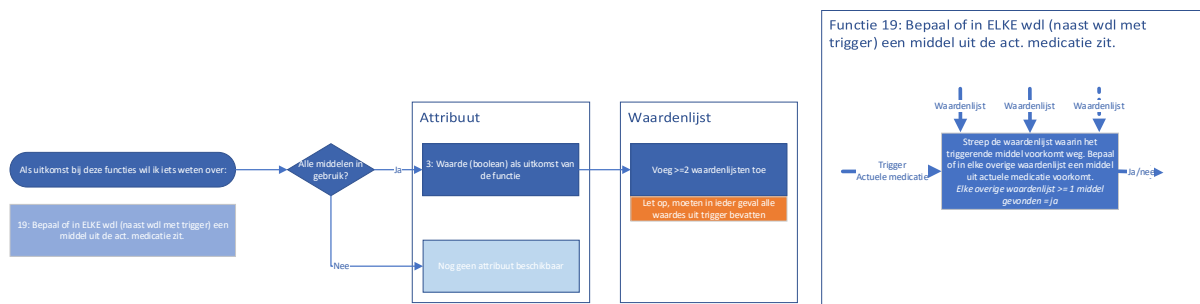 Als uitkomst bij deze functies wil ik iets weten over:
19: Bepaal of in ELKE wdl (naast wdl met trigger) een
middel uit de act. medicatie zit.
Alle middelen in
gebruik?
Ja
Nee
Attribuut
3: Waarde (boolean) als uitkomst van
de functie
Nog geen attribuut beschikbaar
Waardenlijst
Voeg >=2 waardenlijsten toe
Let op, moeten in ieder geval alle
waardes uit trigger bevatten
Functie 19: Bepaal of in ELKE wdl (naast wdl met
trigger) een middel uit de act. medicatie zit.
Waardenlijst
Waardenlijst
Waardenlijst
Trigger
Actuele medicatie
Streep de waardenlijst waarin het
triggerende middel voorkomt weg. Bepaal
of in elke overige waardenlijst een middel
uit actuele medicatie voorkomt.
Elke overige waardenlijst >= 1 middel
gevonden = ja
Ja/nee